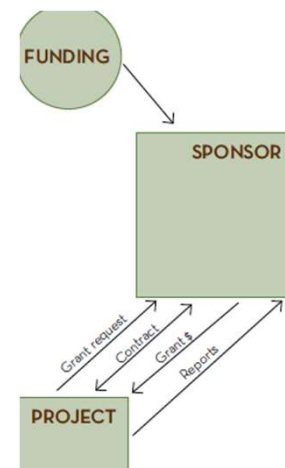 FUNDING
SPONSOR
Grant request
Contract
Grant $
Reports
PROJECT